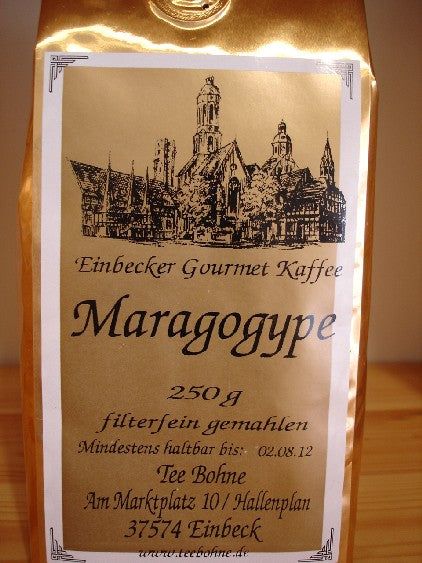 Einbecker Gourmet Kaffee
Maragogype
250 g
filterfein gemahlen
Mindestens haltbar bis: 02.08.12
Tee Bohne
Am Marktplatz 10 / Hallenplan
37574 Einbeck
www.teebohne.de